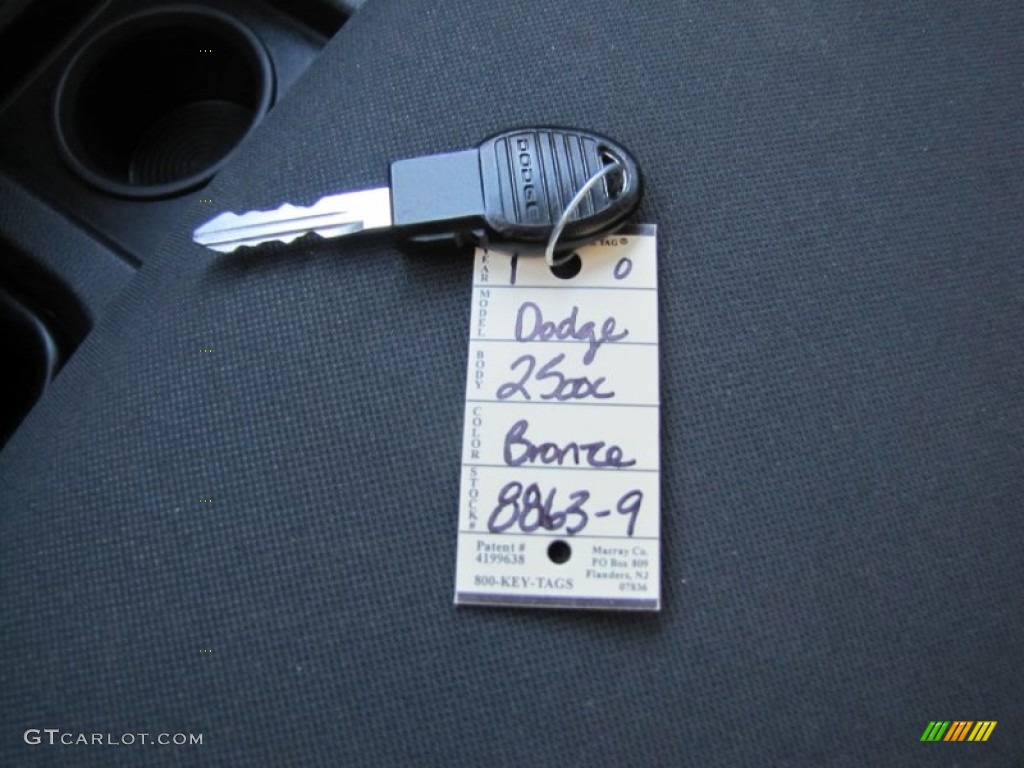 DODGE
TAG®
YEAR 1 0
MODEL Dodge
BODY 2500
COLOR Bronze
STOCK# 8863-9
Patent #
4199638
800-KEY-TAGS
Murray Co.
PO Box 809
Flanders, NJ
07836
GTCARLOT.COM